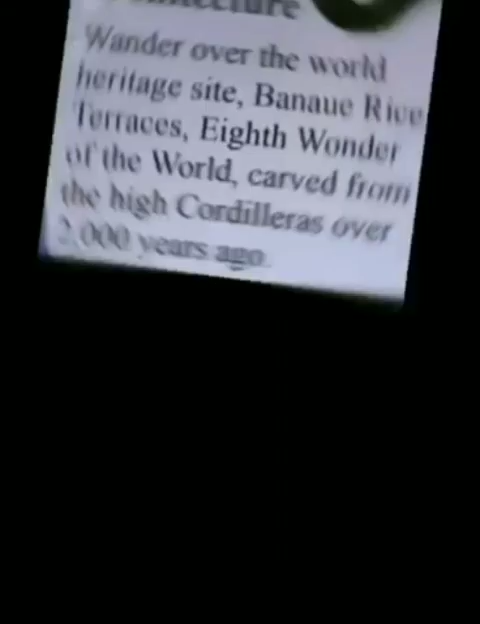 Wander over the world
heritage site, Banaue Rice
Terraces, Eighth Wonder
of the World, carved from
the high Cordilleras over
2,000 years ago.